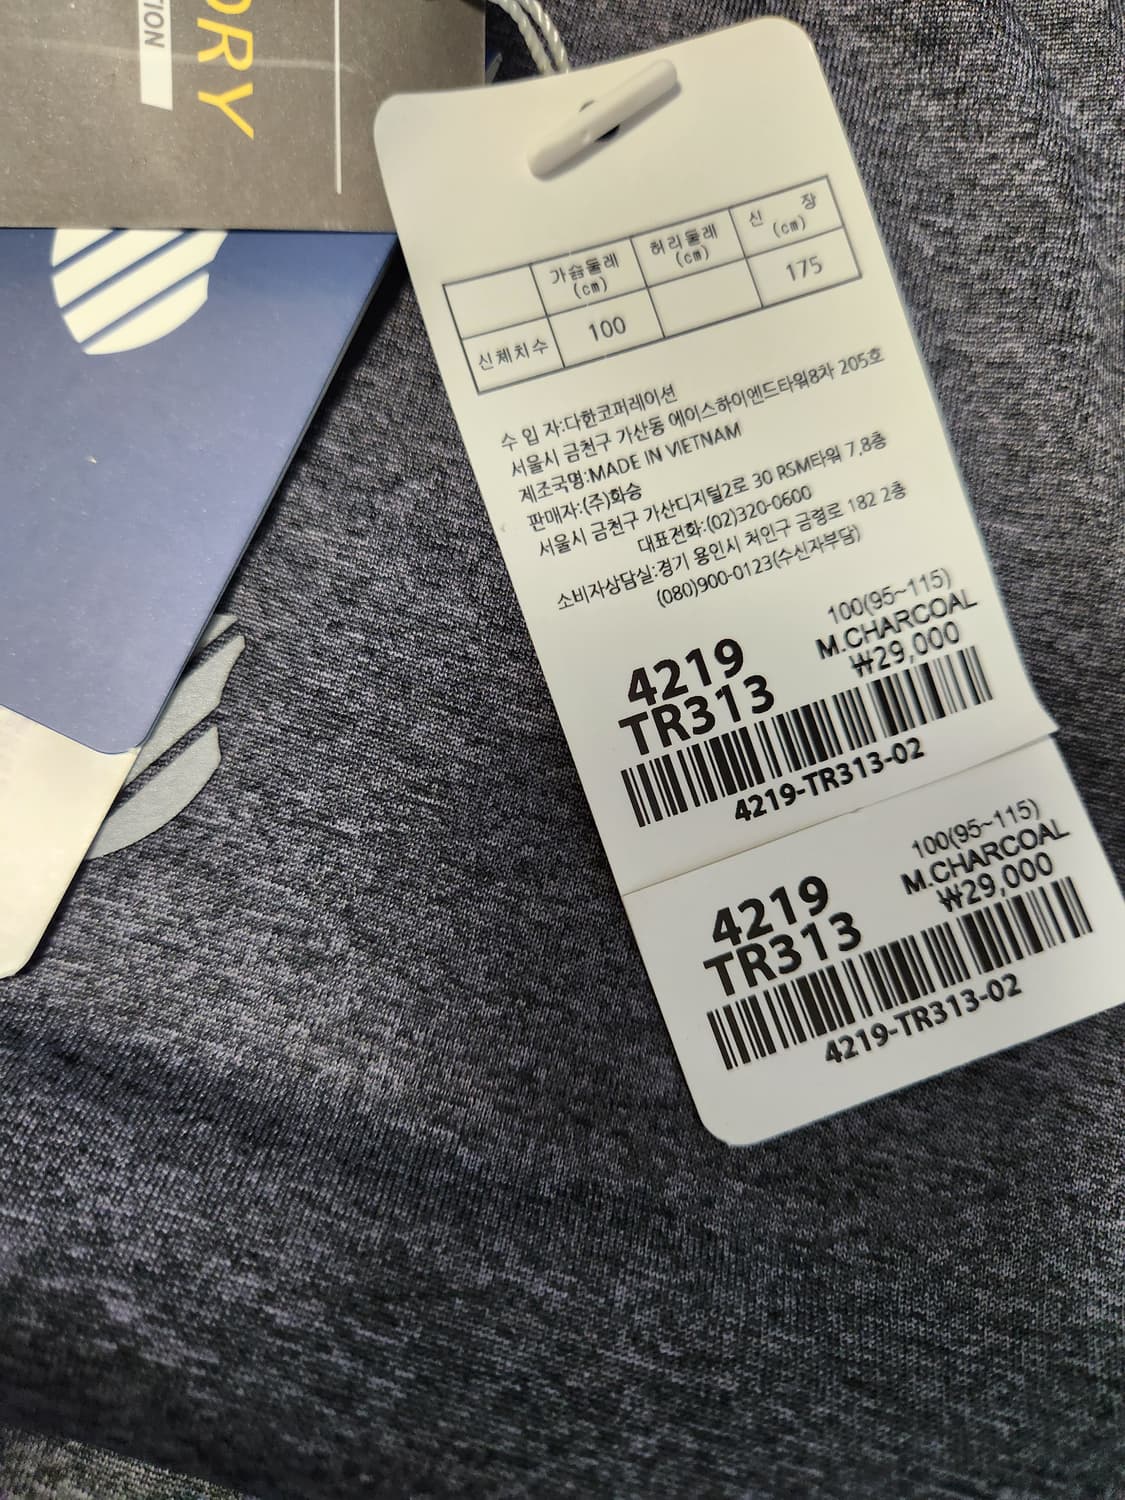 ORY
TION
가슴둘레
(cm)
허리둘레
(cm)
신 장
(cm)
신체치수
100
175
수 입 자:다한코퍼레이션
서울시 금천구 가산동 에이스하이엔드타워8차 205호
제조국명:MADE IN VIETNAM
판매자:(주)화승
서울시 금천구 가산디지털2로 30 RSM타워 7,8층
대표전화:(02)320-0600
소비자상담실:경기 용인시 처인구 금령로 182 2층
(080)900-0123(수신자부담)
100(95~115)
M.CHARCOAL
₩29,000
4219
TR313
4219-TR313-02
100(95~115)
M.CHARCOAL
₩29,000
4219
TR313
4219-TR313-02